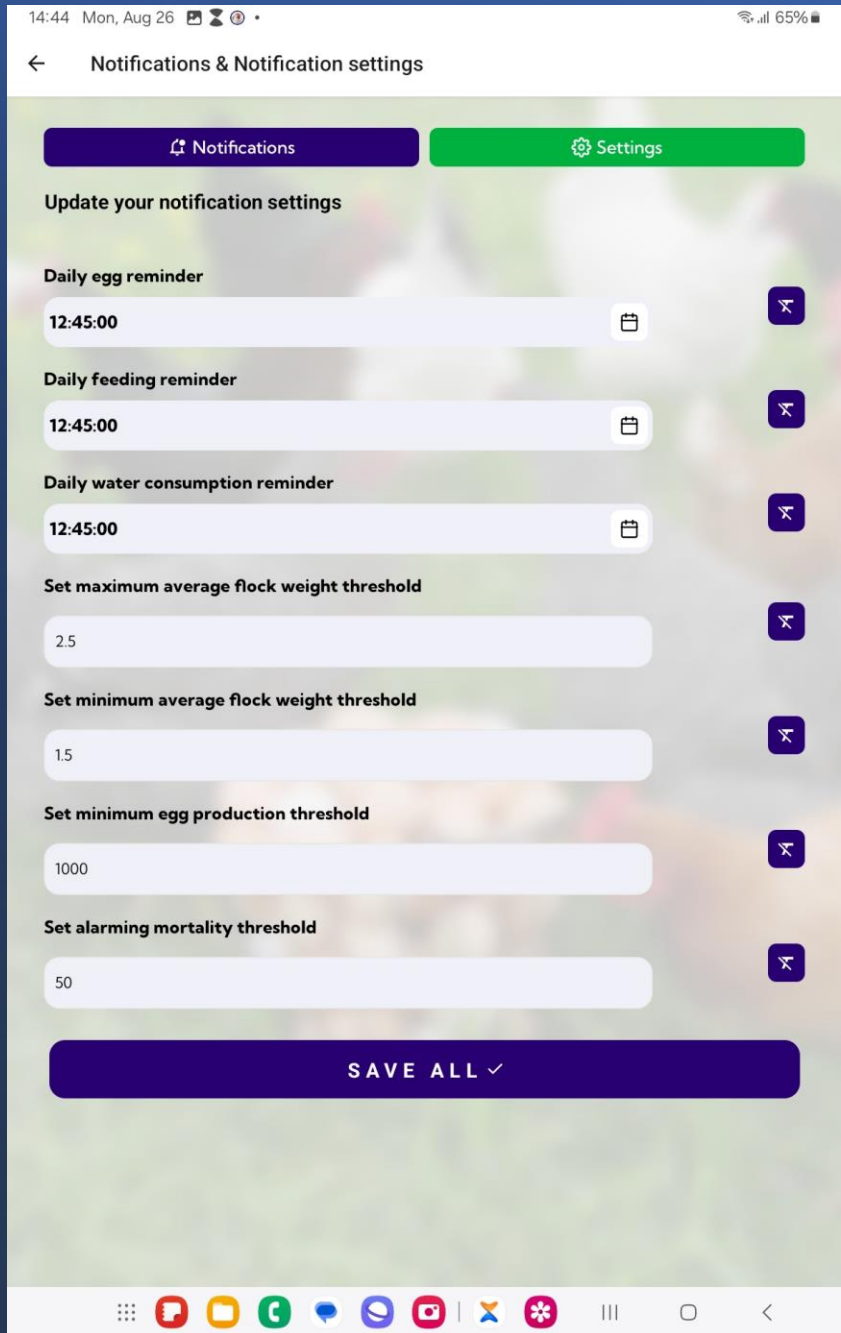 14:44 Mon, Aug 26
65%
Notifications & Notification settings
Notifications
Settings
Update your notification settings
Daily egg reminder
12:45:00
Daily feeding reminder
12:45:00
Daily water consumption reminder
12:45:00
Set maximum average flock weight threshold
2.5
Set minimum average flock weight threshold
1.5
Set minimum egg production threshold
1000
Set alarming mortality threshold
50
SAVE ALL